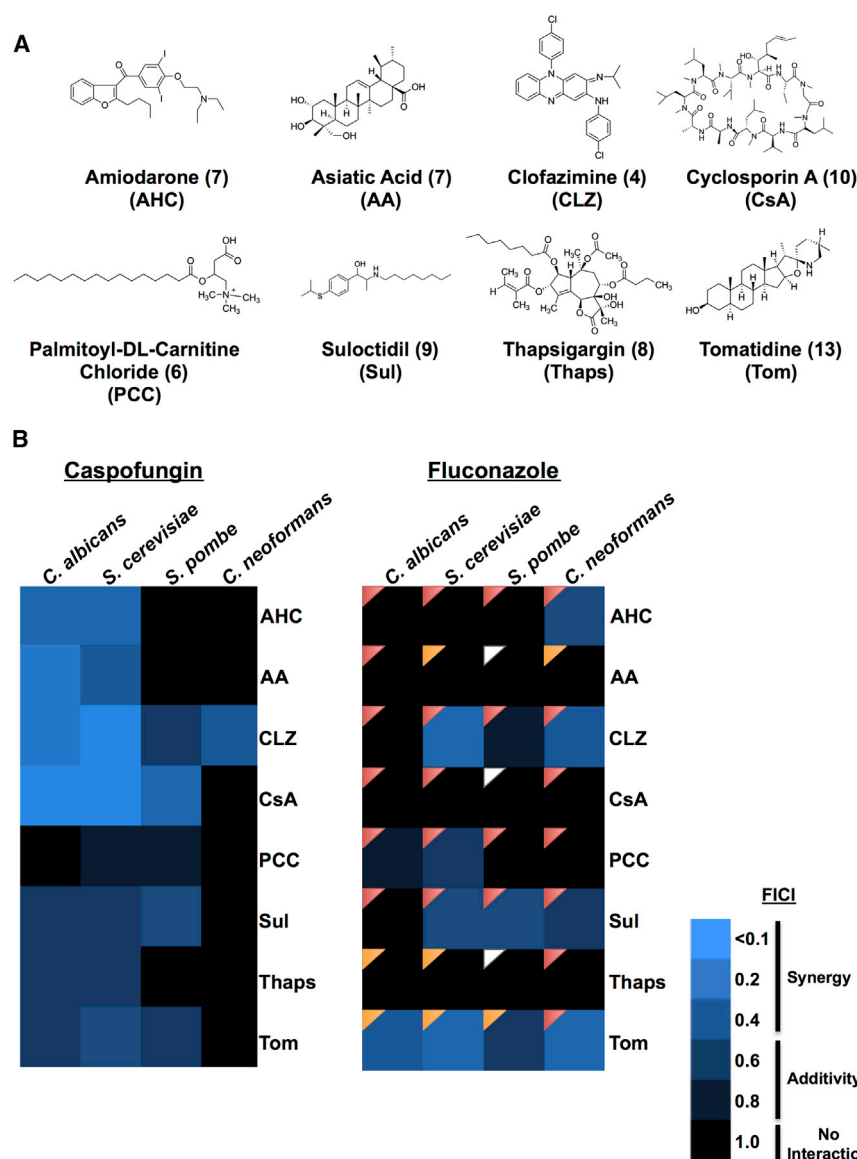 A
Amiodarone (7)
(AHC)
Asiatic Acid (7)
(AA)
Clofazimine (4)
(CLZ)
Cyclosporin A (10)
(CsA)
Palmitoyl-DL-Carnitine
Chloride (6)
(PCC)
Suloctidil (9)
(Sul)
Thapsigargin (8)
(Thaps)
Tomatidine (13)
(Tom)
B
Caspofungin
C. albicans
S. cerevisiae
S. pombe
C. neoformans
Fluconazole
C. albicans
S. cerevisiae
S. pombe
C. neoformans
AHC
AA
CLZ
CsA
PCC
Sul
Thaps
Tom
AHC
AA
CLZ
CsA
PCC
Sul
Thaps
Tom
FICI
<0.1
0.2
0.4
0.6
0.8
1.0
Synergy
Additivity
No
Interaction